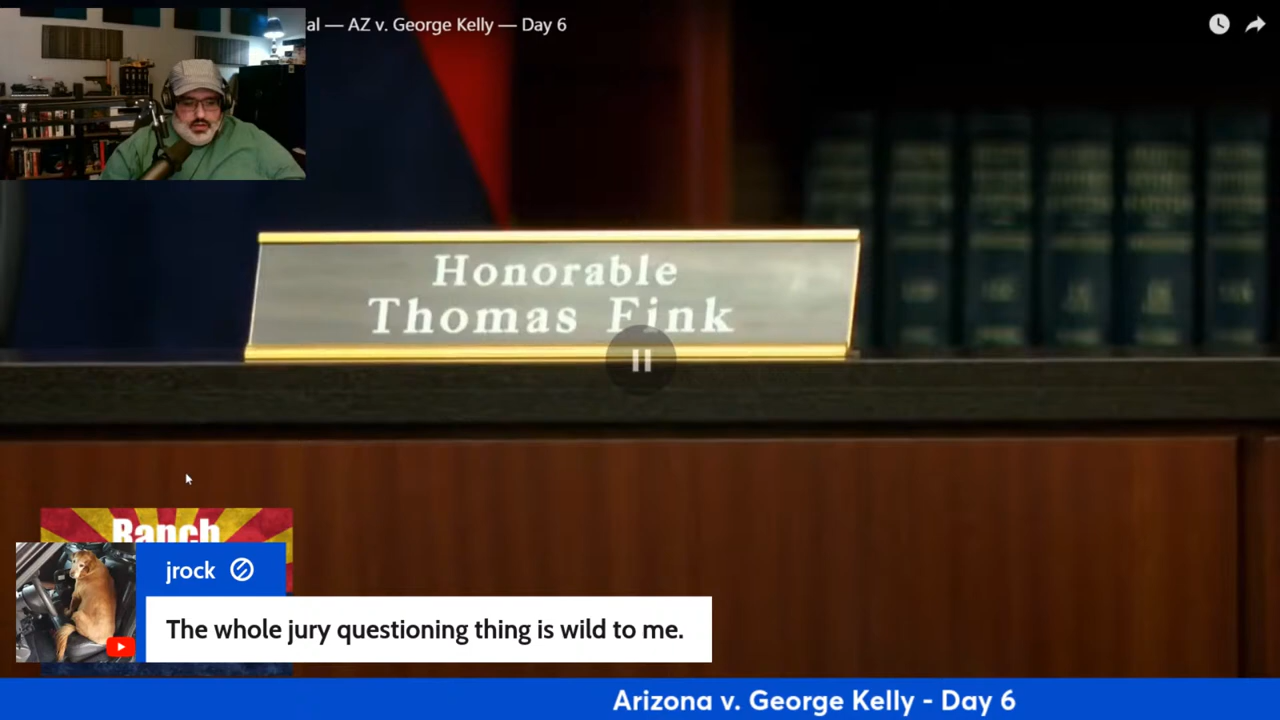 al — AZ v. George Kelly — Day 6
Honorable
Thomas Fink
Ranch
jrock
The whole jury questioning thing is wild to me.
Arizona v. George Kelly - Day 6